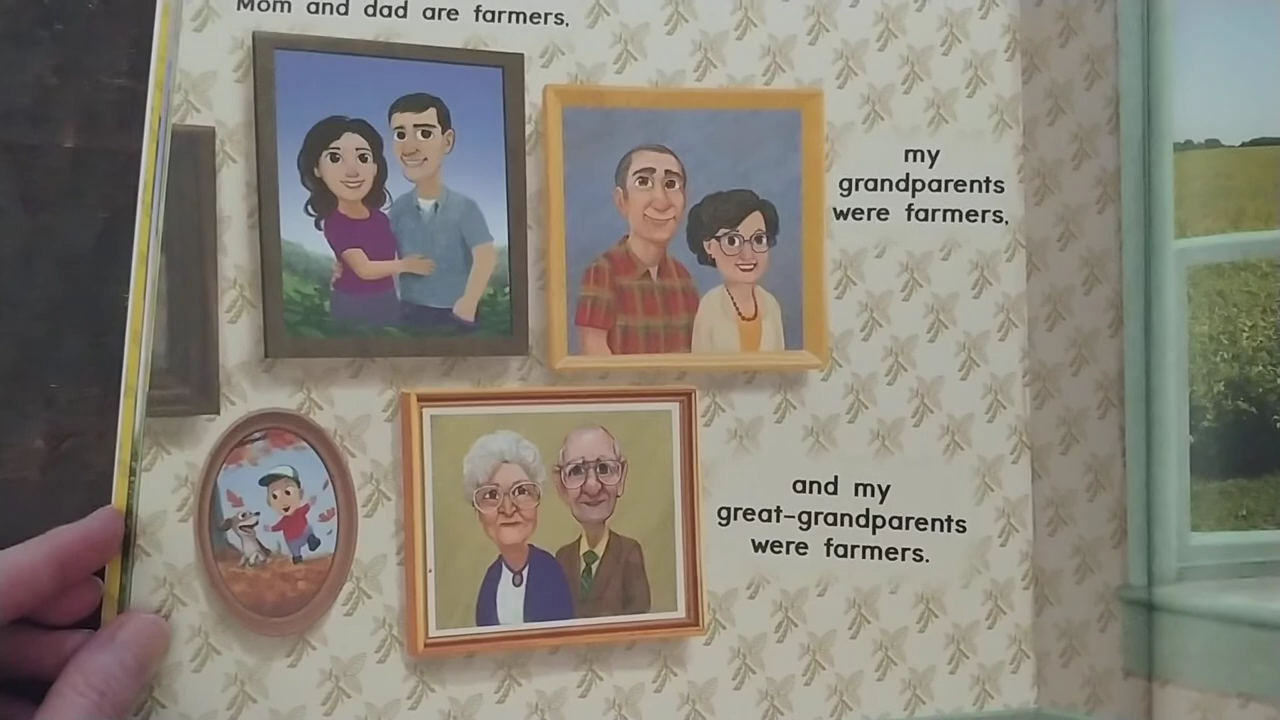 Mom and dad are farmers,
my
grandparents
were farmers,
and my
great-grandparents
were farmers.